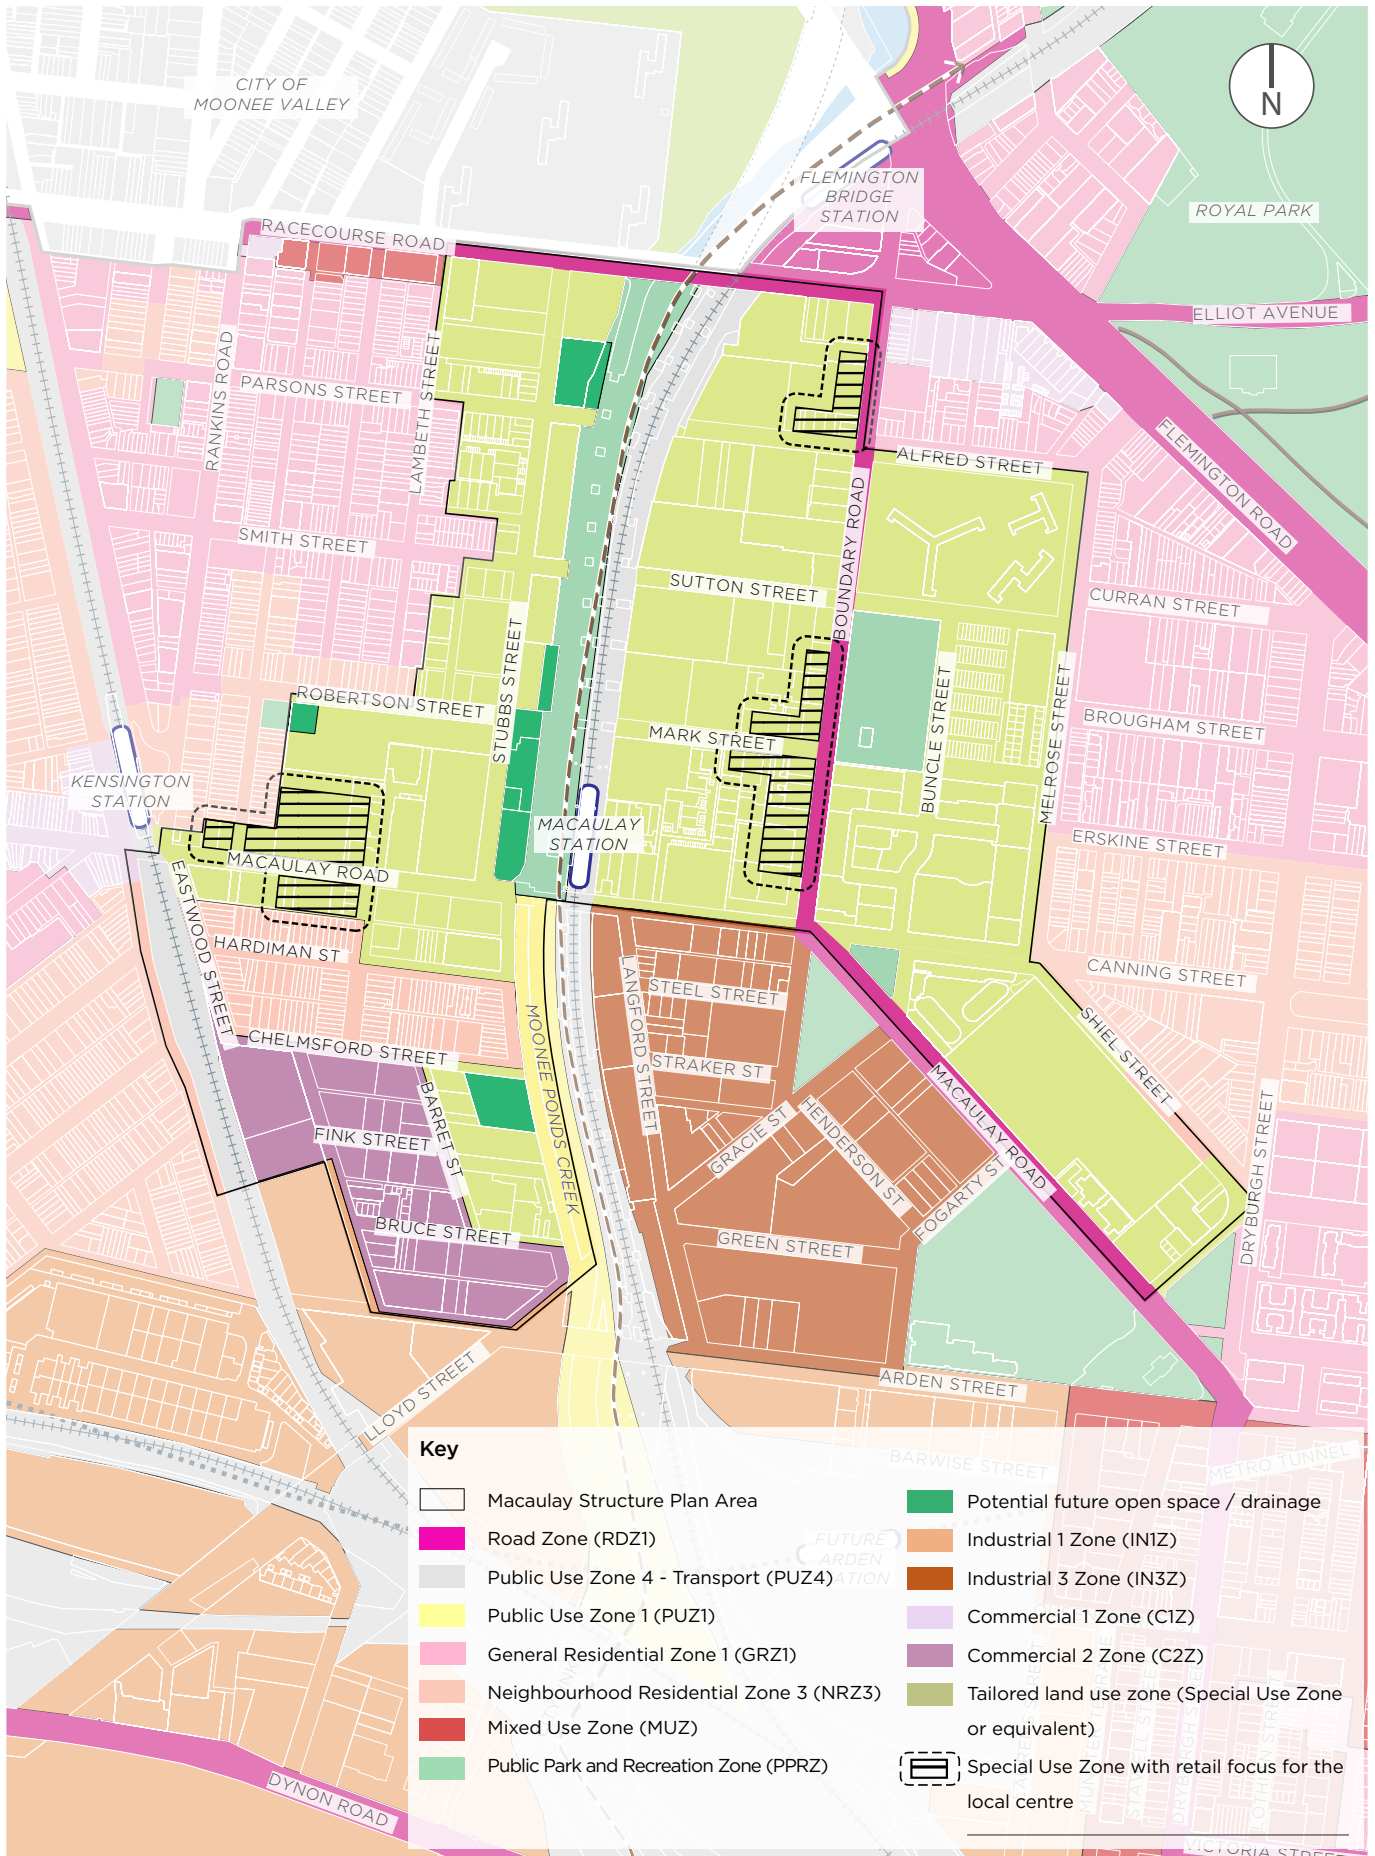 CITY OF
MOONEE VALLEY
N
FLEMINGTON
BRIDGE
STATION
ROYAL PARK
RACECOURSE ROAD
ELLIOT AVENUE
RANKINS ROAD
PARSONS STREET
LAMBETH STREET
ALFRED STREET
FLEMINGTON ROAD
SMITH STREET
BOUNDARY ROAD
SUTTON STREET
CURRAN STREET
STUBBS STREET
ROBERTSON STREET
MARK STREET
BUNCLE STREET
MELROSE STREET
BROUGHAM STREET
KENSINGTON
STATION
MACAULAY
STATION
ERSKINE STREET
MACAULAY ROAD
EASTWOOD STREET
HARDIMAN ST
LANGFORD STREET
STEEL STREET
CANNING STREET
SHIEL STREET
CHELMSFORD STREET
MOONEE PONDS CREEK
STRAKER ST
MACAULAY ROAD
BARRET ST
FINK STREET
GRACIE ST
HENDERSON ST
FOGARTY ST
DRYBURGH STREET
BRUCE STREET
GREEN STREET
LLOYD STREET
ARDEN STREET
BARWISE STREET
METRO TUNNEL
FUTURE
ARDEN
DYNON ROAD
Key
Macaulay Structure Plan Area
Road Zone (RDZ1)
Public Use Zone 4 - Transport (PUZ4)
Public Use Zone 1 (PUZ1)
General Residential Zone 1 (GRZ1)
Neighbourhood Residential Zone 3 (NRZ3)
Mixed Use Zone (MUZ)
Public Park and Recreation Zone (PPRZ)
Potential future open space / drainage
Industrial 1 Zone (IN1Z)
Industrial 3 Zone (IN3Z)
Commercial 1 Zone (C1Z)
Commercial 2 Zone (C2Z)
Tailored land use zone (Special Use Zone
or equivalent)
Special Use Zone with retail focus for the
local centre